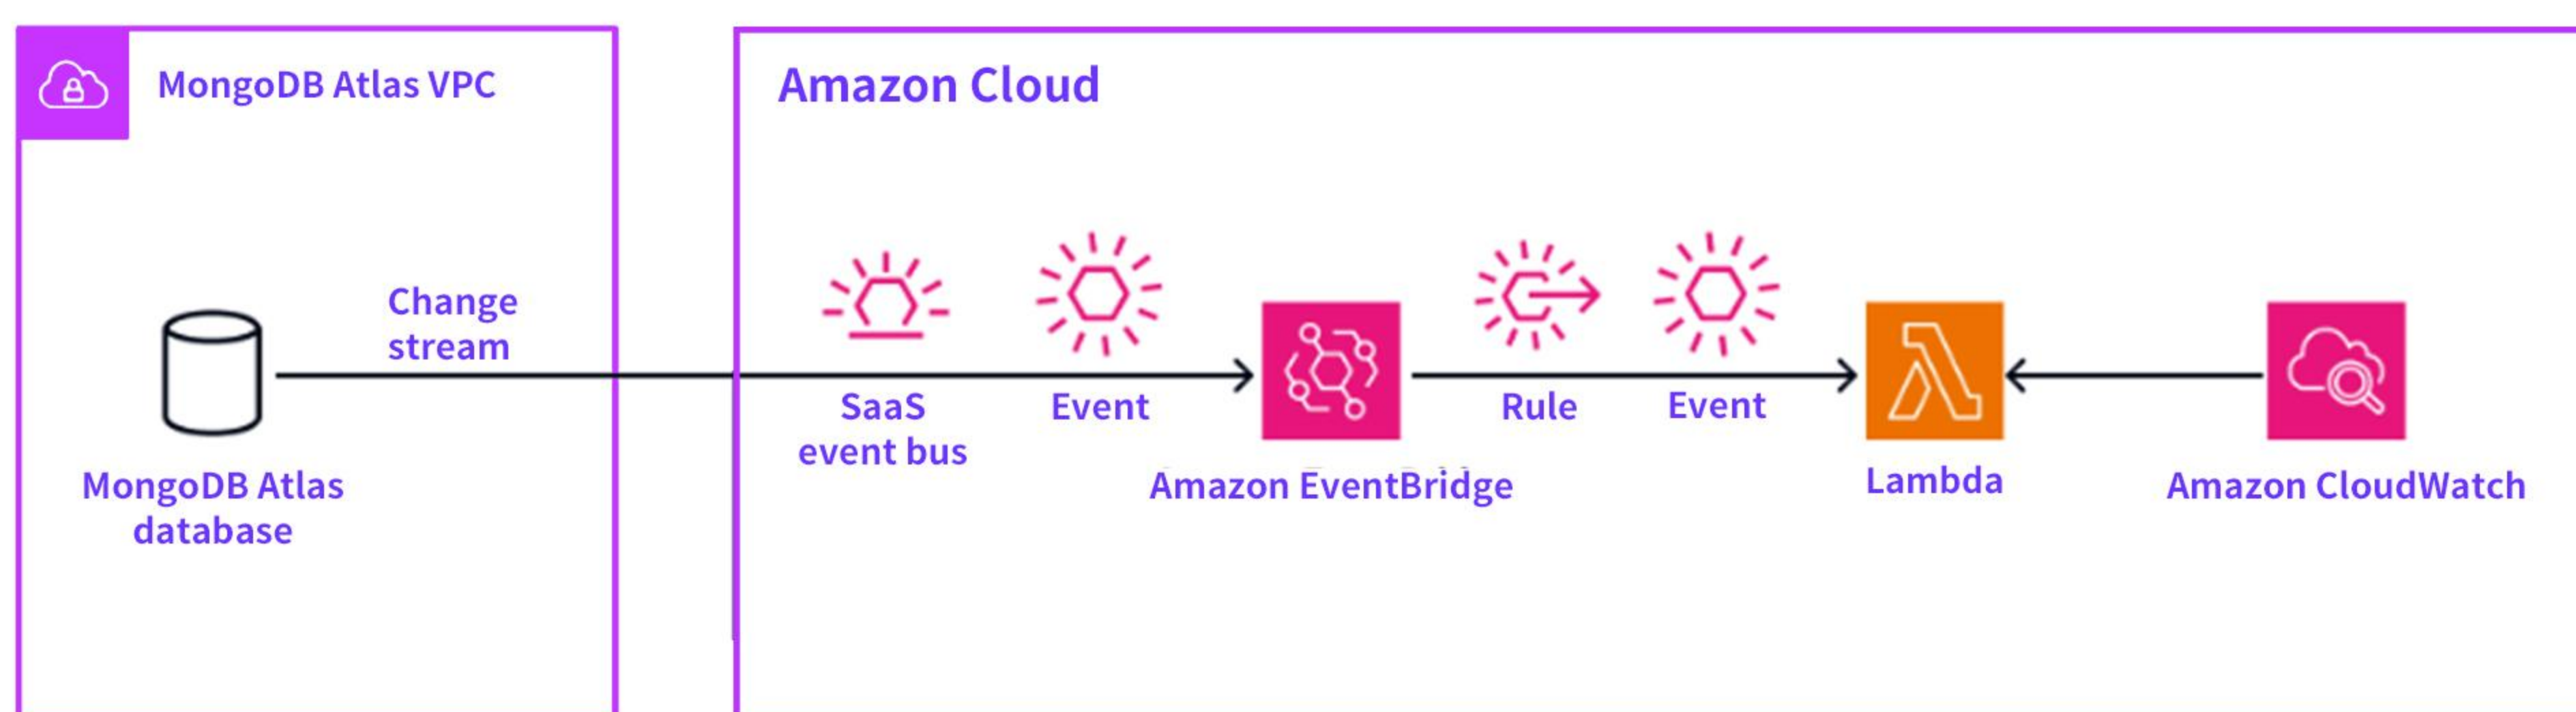 MongoDB Atlas VPC
Amazon Cloud
Change
stream
SaaS
event bus
Event
Rule
Event
MongoDB Atlas
database
Amazon EventBridge
Lambda
Amazon CloudWatch